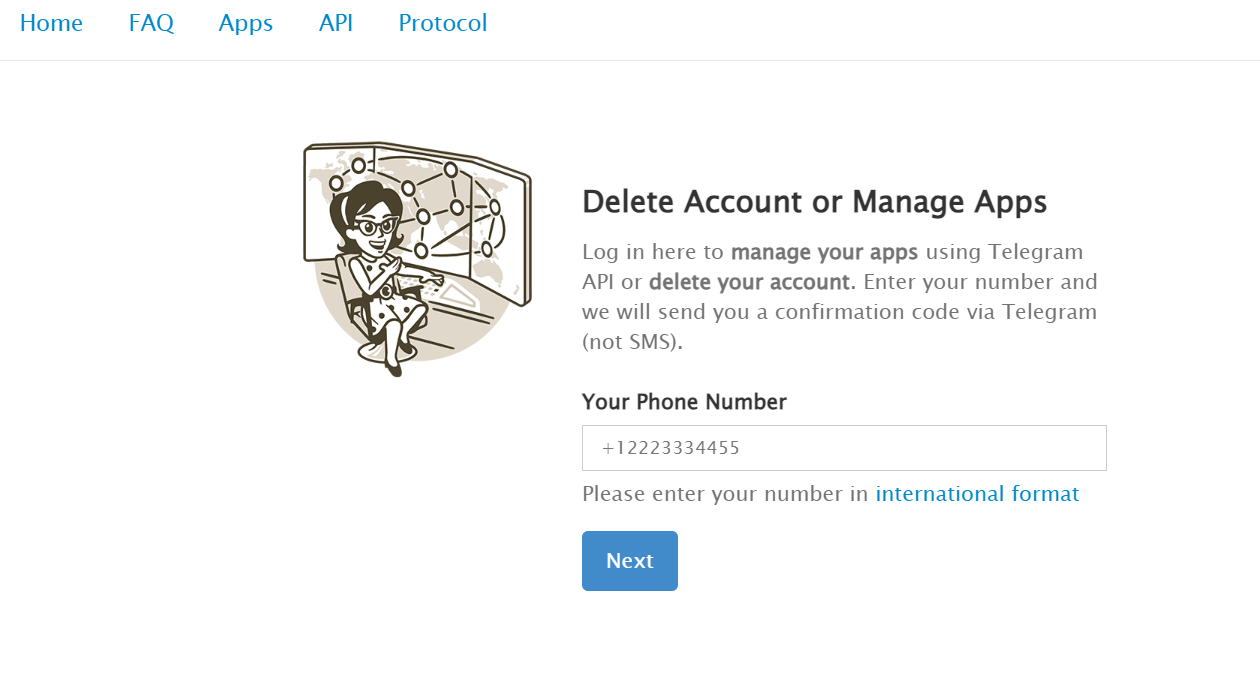 Home FAQ Apps API Protocol
Delete Account or Manage Apps
Log in here to manage your apps using Telegram
API or delete your account. Enter your number and
we will send you a confirmation code via Telegram
(not SMS).
Your Phone Number
+12223334455
Please enter your number in international format
Next